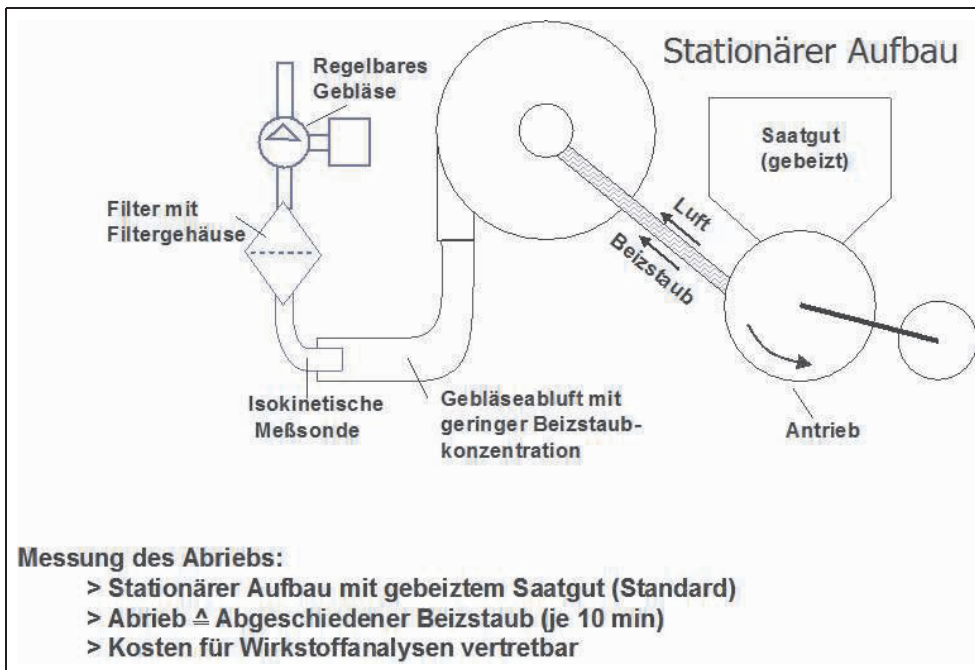 Stationärer Aufbau
Regelbares
Gebläse
Saatgut
(gebeizt)
Filter mit
Filtergehäuse
Luft
Beizstaub
Isokinetische
Meßsonde
Gebläseabluft mit
geringer Beizstaub-
konzentration
Antrieb
Messung des Abriebs:
> Stationärer Aufbau mit gebeiztem Saatgut (Standard)
> Abrieb ≙ Abgeschiedener Beizstaub (je 10 min)
> Kosten für Wirkstoffanalysen vertretbar